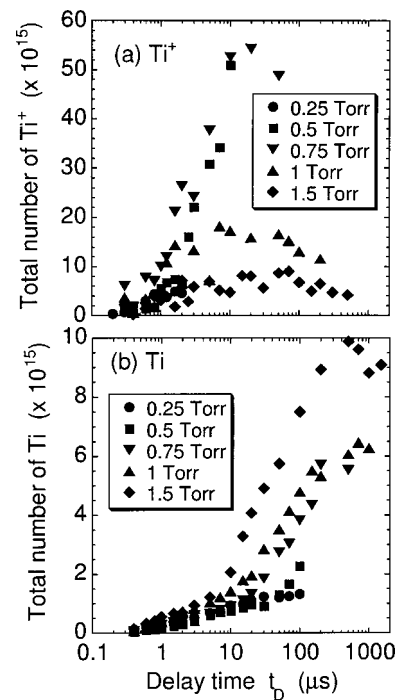 60
50
40
30
20
10
0
Total number of Ti⁺ (x 10¹⁵)
(a) Ti⁺
0.25 Torr
0.5 Torr
0.75 Torr
1 Torr
1.5 Torr
10
8
6
4
2
0
Total number of Ti (x 10¹⁵)
(b) Ti
0.25 Torr
0.5 Torr
0.75 Torr
1 Torr
1.5 Torr
0.1 1 10 100 1000
Delay time t_D (μs)